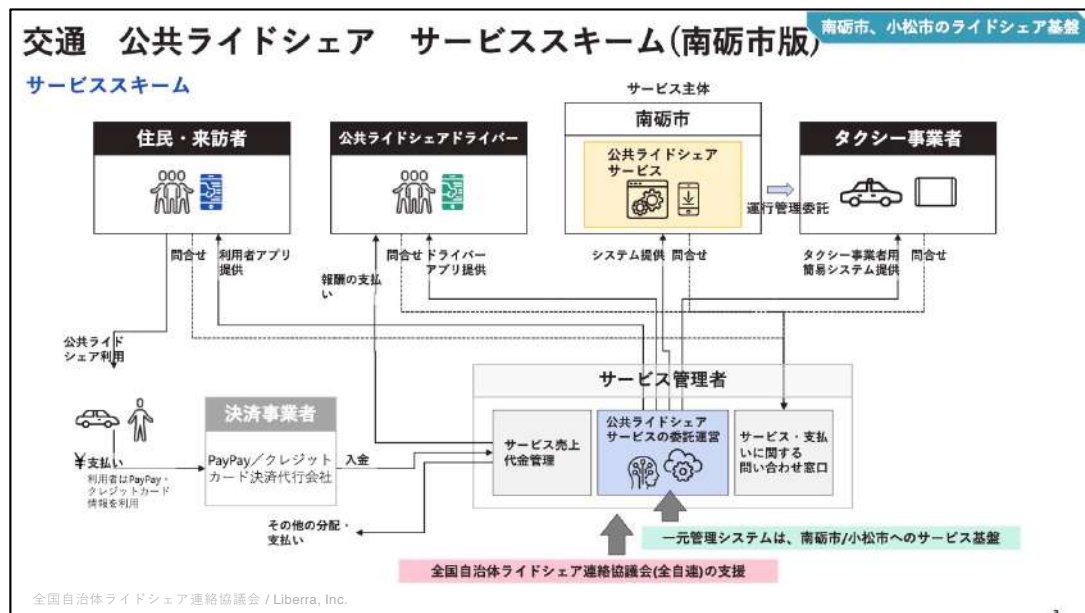 交通　公共ライドシェア　サービススキーム(南砺市版)
南砺市、小松市のライドシェア基盤
サービススキーム
サービス主体
住民・来訪者
公共ライドシェアドライバー
南砺市
タクシー事業者
公共ライドシェア
サービス
運行管理委託
問合せ
利用者アプリ
提供
報酬の支払
い
問合せ
ドライバー
アプリ提供
システム提供
問合せ
タクシー事業者用
簡易システム提供
問合せ
公共ライド
シェア利用
サービス管理者
決済事業者
PayPay／クレジット
カード決済代行会社
入金
サービス売上
代金管理
公共ライドシェア
サービスの委託運営
サービス・支払
いに関する
問い合わせ窓口
¥支払い
利用者はPayPay・
クレジットカード
情報を利用
その他の分配・
支払い
一元管理システムは、南砺市/小松市へのサービス基盤
全国自治体ライドシェア連絡協議会(全自連)の支援
全国自治体ライドシェア連絡協議会 / Liberra, Inc.